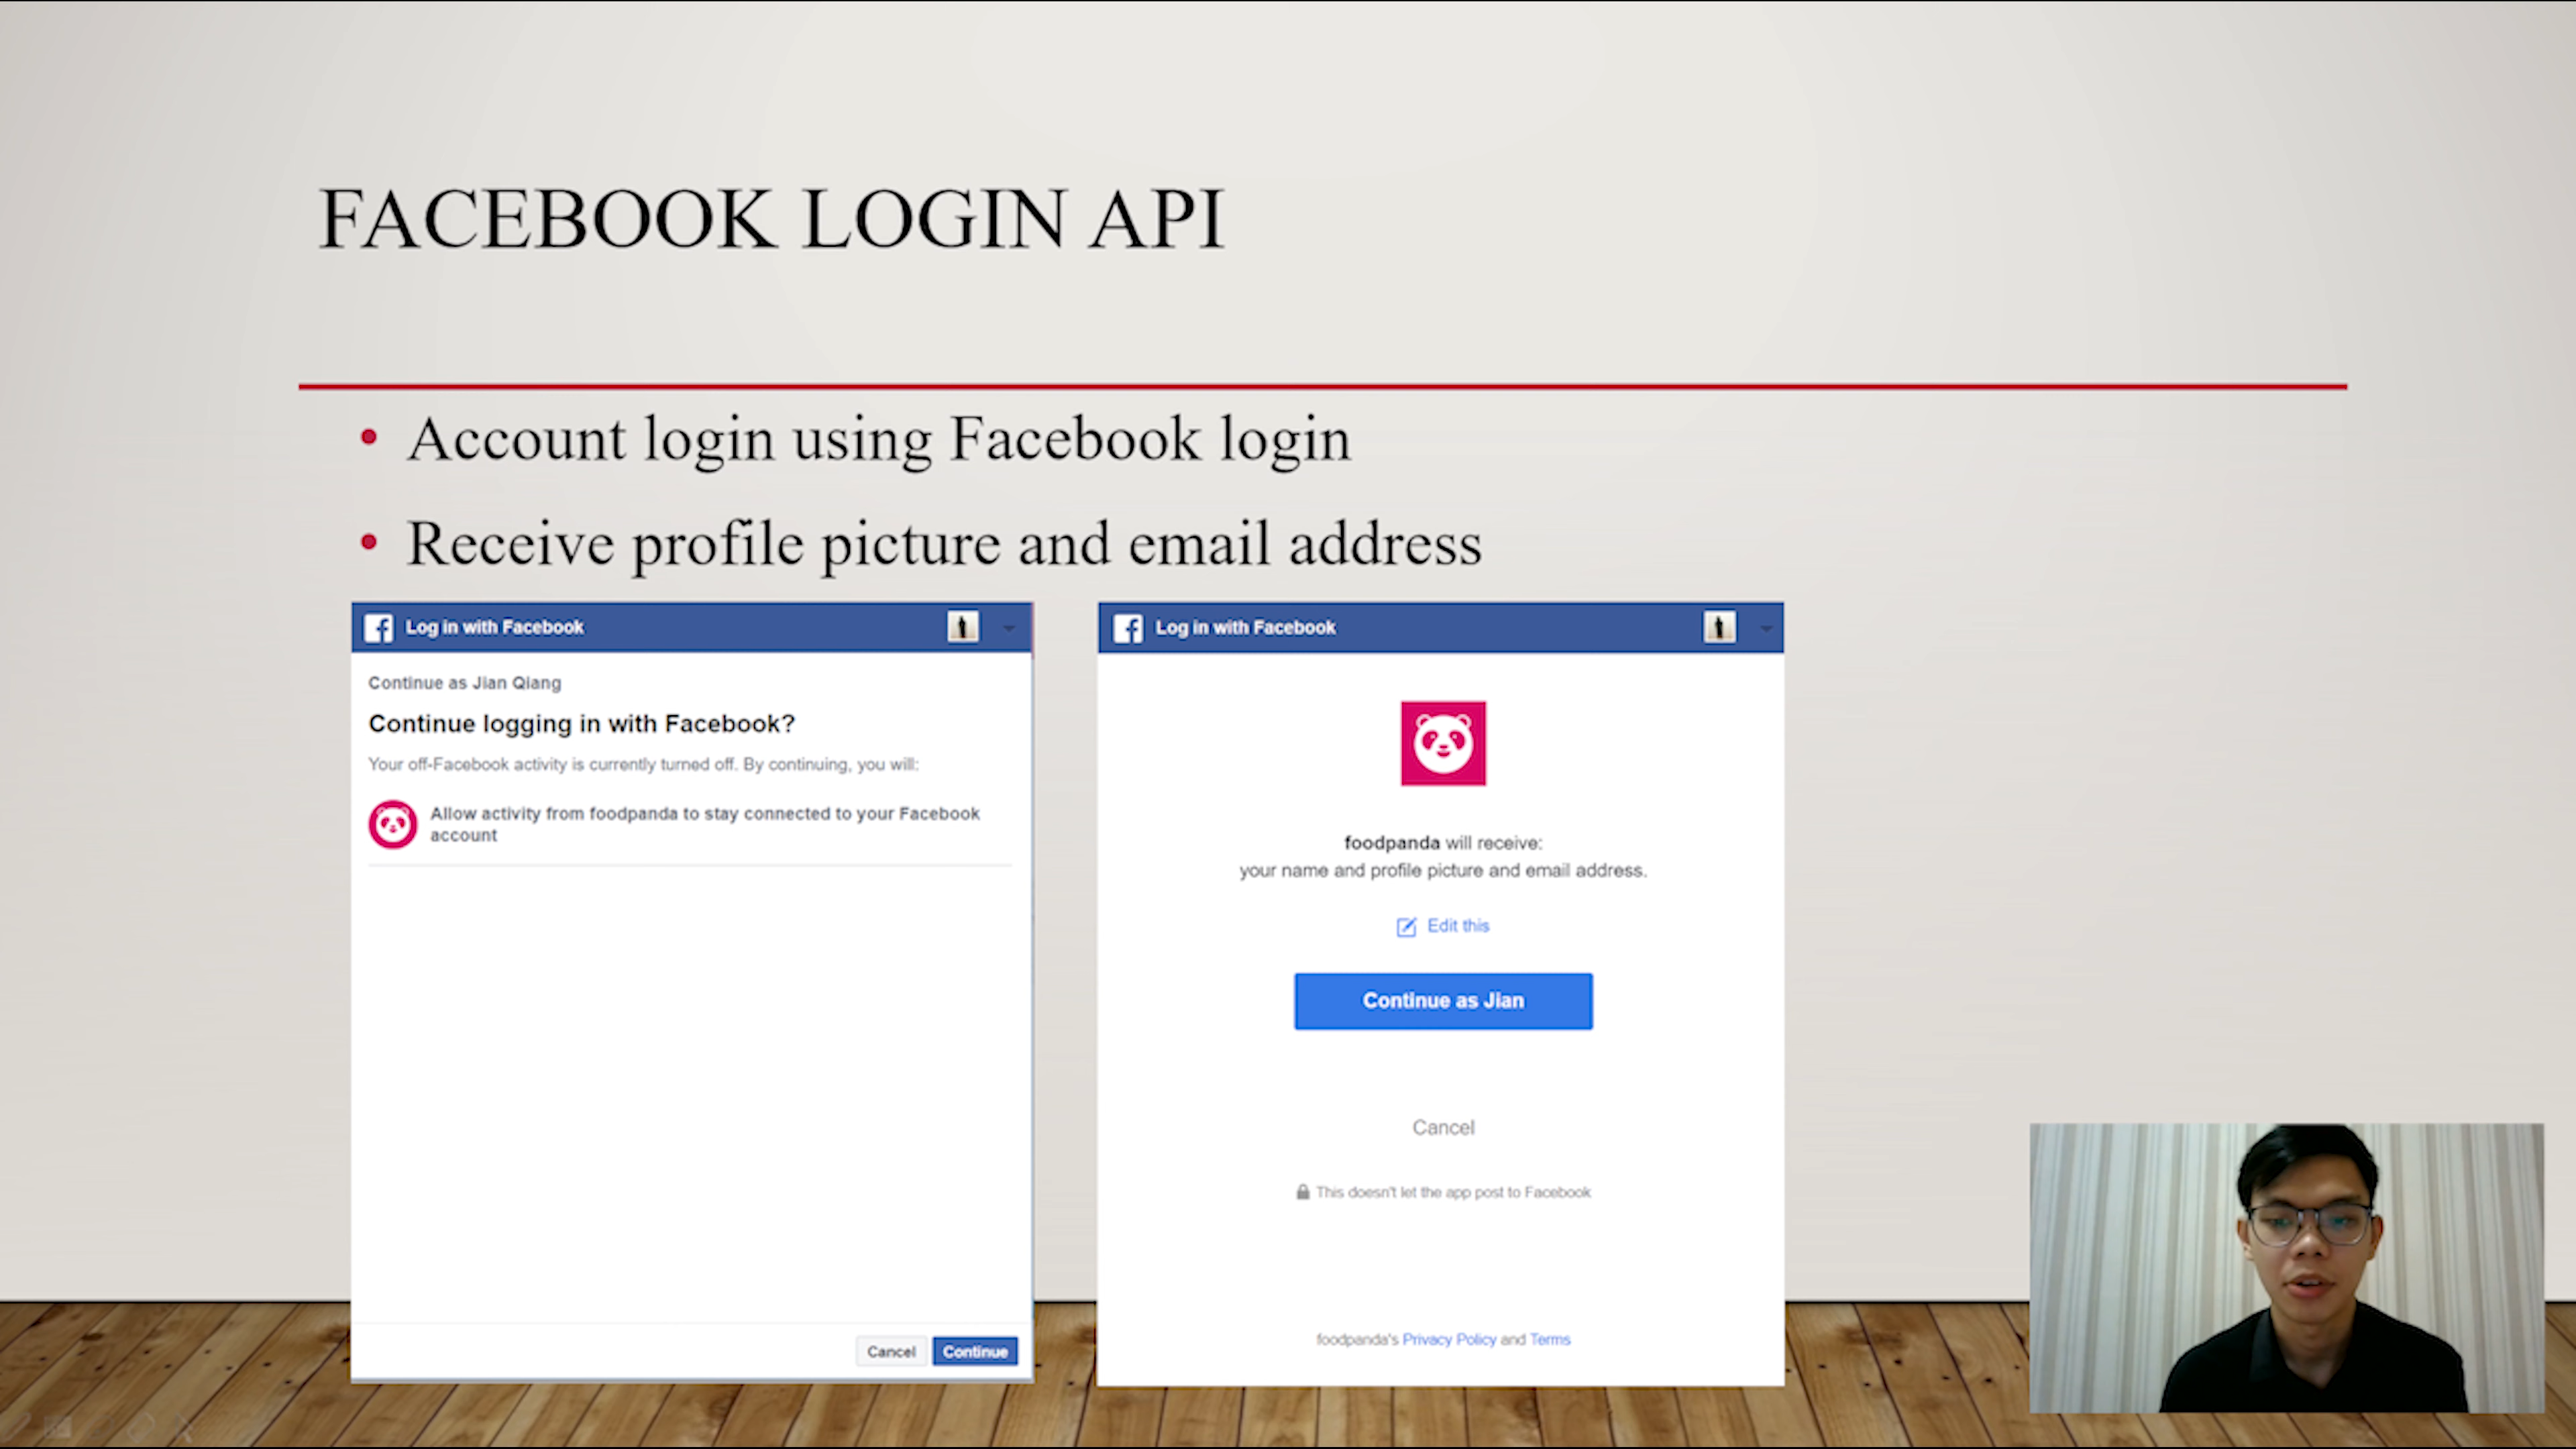 FACEBOOK LOGIN API
• Account login using Facebook login
• Receive profile picture and email address
Log in with Facebook
Continue as Jian Qiang
Continue logging in with Facebook?
Your off-Facebook activity is currently turned off. By continuing, you will:
Allow activity from foodpanda to stay connected to your Facebook
account
Cancel Continue
Log in with Facebook
foodpanda will receive:
your name and profile picture and email address.
Edit this
Continue as Jian
Cancel
This doesn't let the app post to Facebook
foodpanda's Privacy Policy and Terms